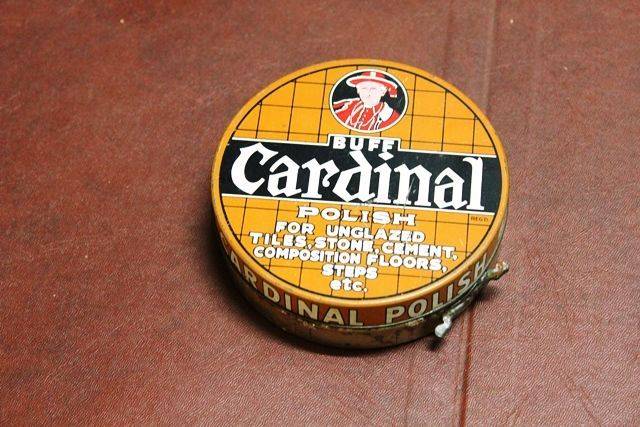 BUFF
Cardinal
REGD.
POLISH
FOR UNGLAZED
TILES, STONE, CEMENT,
COMPOSITION FLOORS,
STEPS
etc.
CARDINAL POLISH